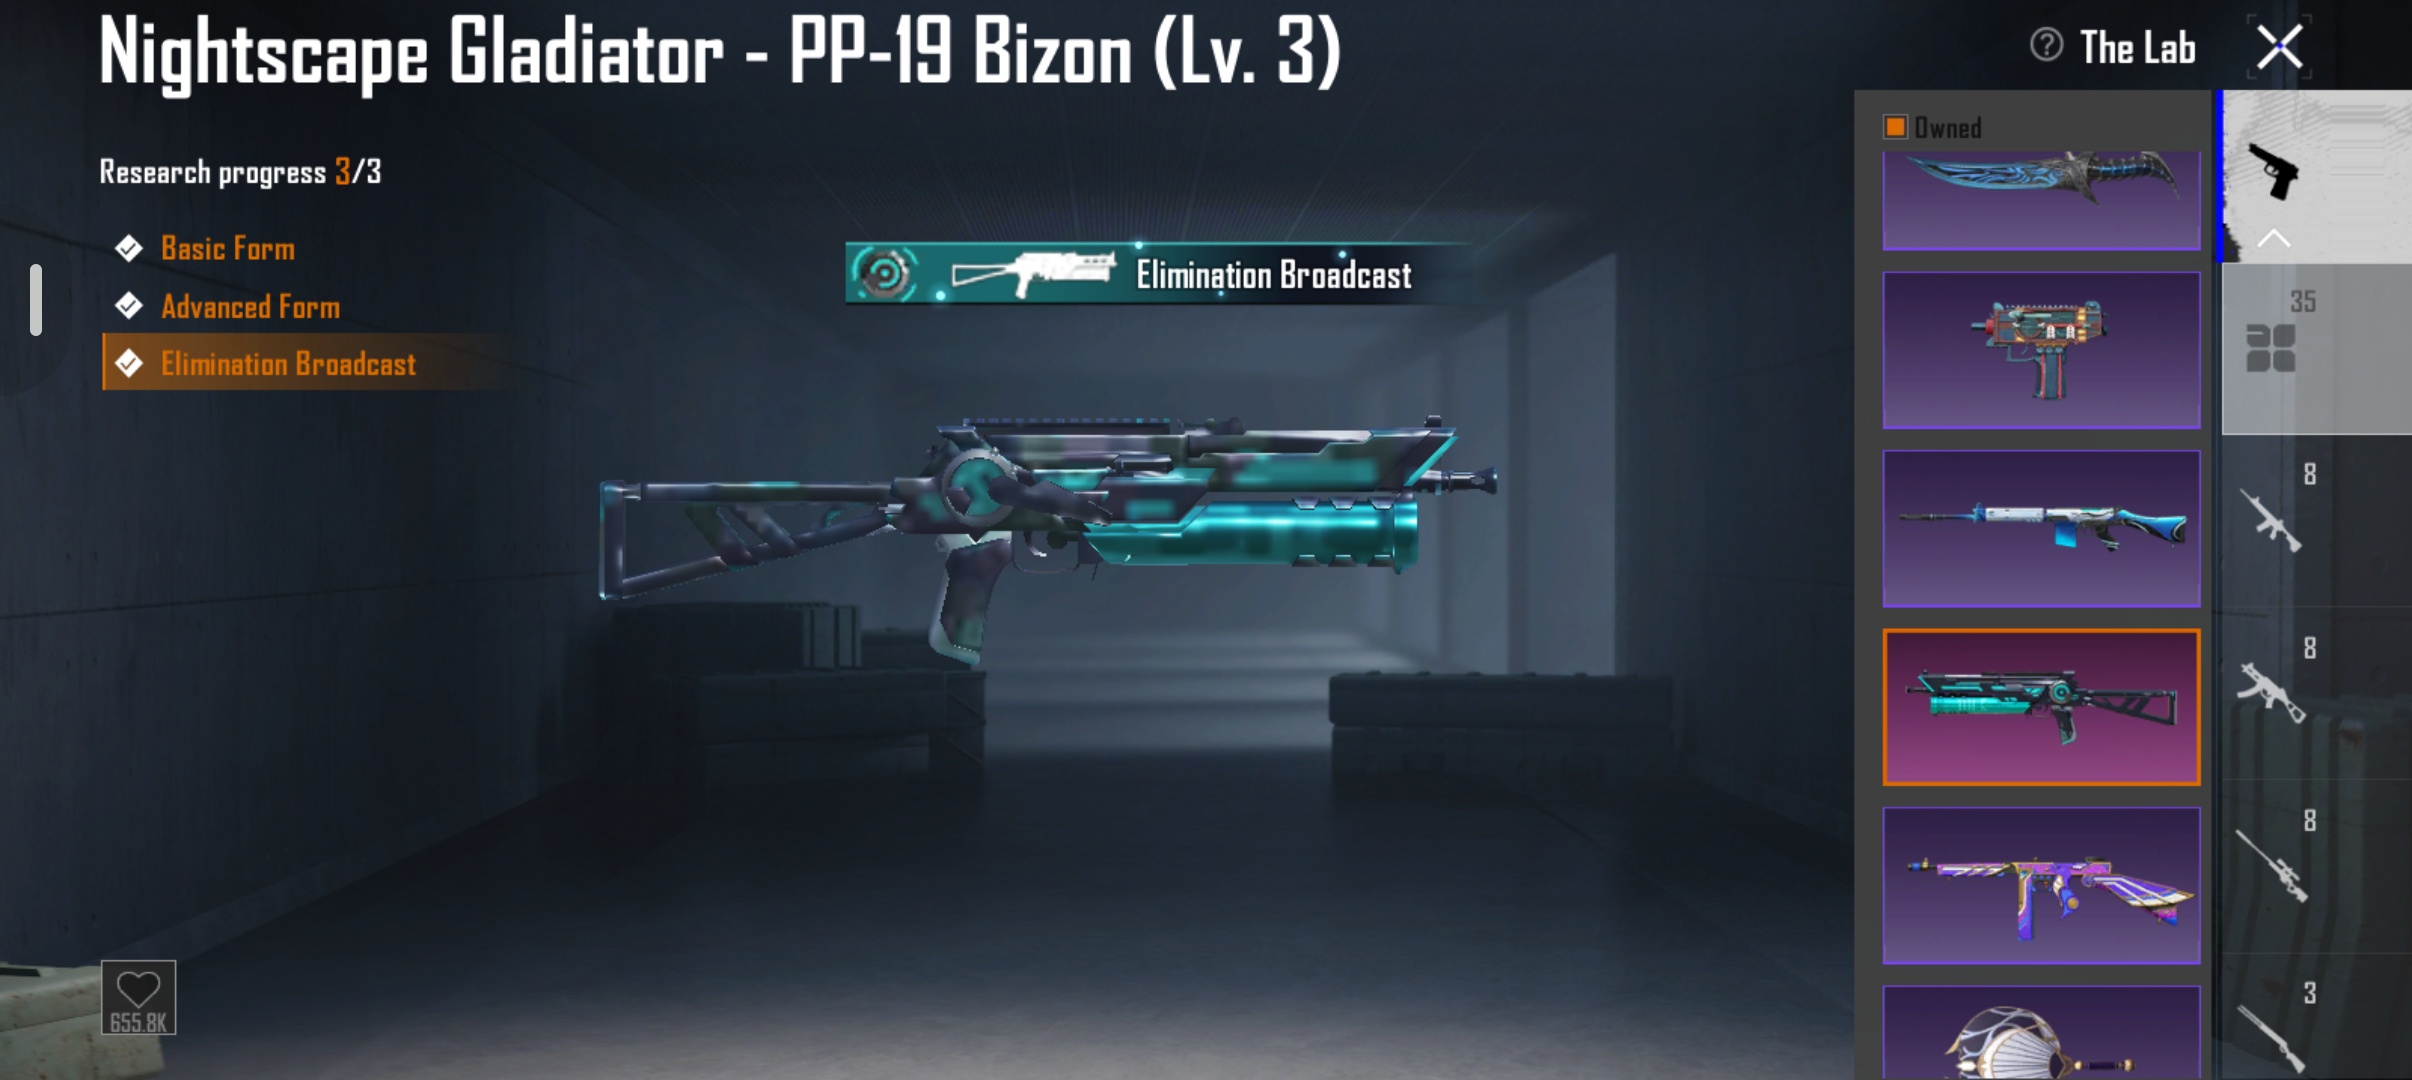 Nightscape Gladiator - PP-19 Bizon (Lv. 3)
? The Lab
Research progress 3/3
Basic Form
Advanced Form
Elimination Broadcast
Elimination Broadcast
Owned
35
8
8
8
3
655.8K